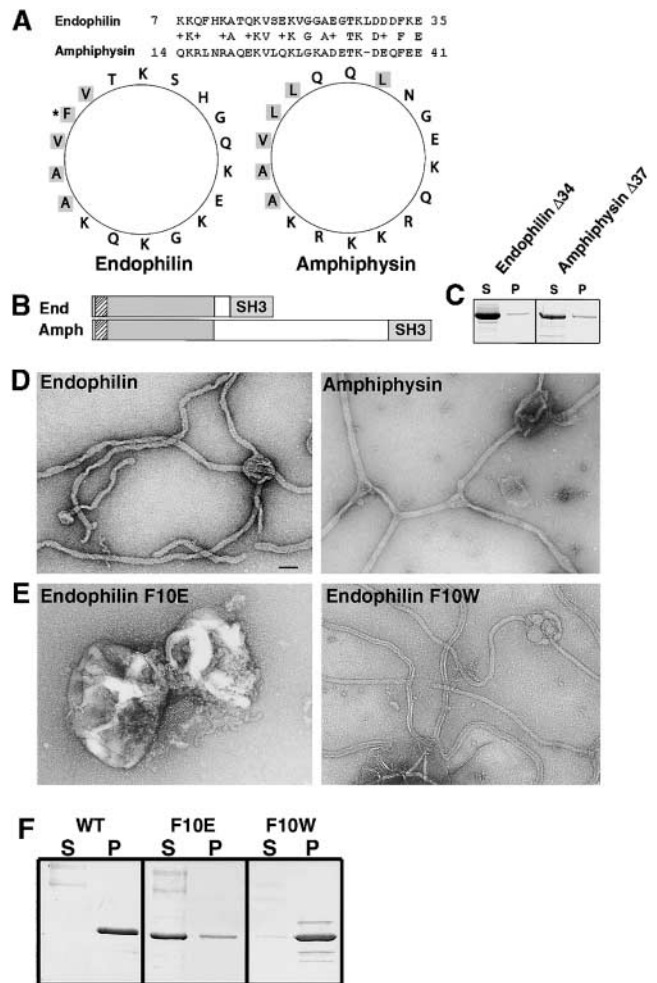 A
Endophilin 7 KKQFHKATQKVSEKVGGAEGTKLDDDFKE 35
+K+ +A +KV +K G A+ TK D+ F E
Amphiphysin 14 QKRLNRAQEKVLQKLGKADETK-DEQFEE 41
V T K S H G Q K E K G K Q K A A V *F
Endophilin
L L Q Q L N G E K Q R K K R K A A V
Amphiphysin
B
End SH3
Amph SH3
C
Endophilin Δ34 Amphiphysin Δ37
S P S P
D
Endophilin Amphiphysin
E
Endophilin F10E Endophilin F10W
F
WT F10E F10W
S P S P S P